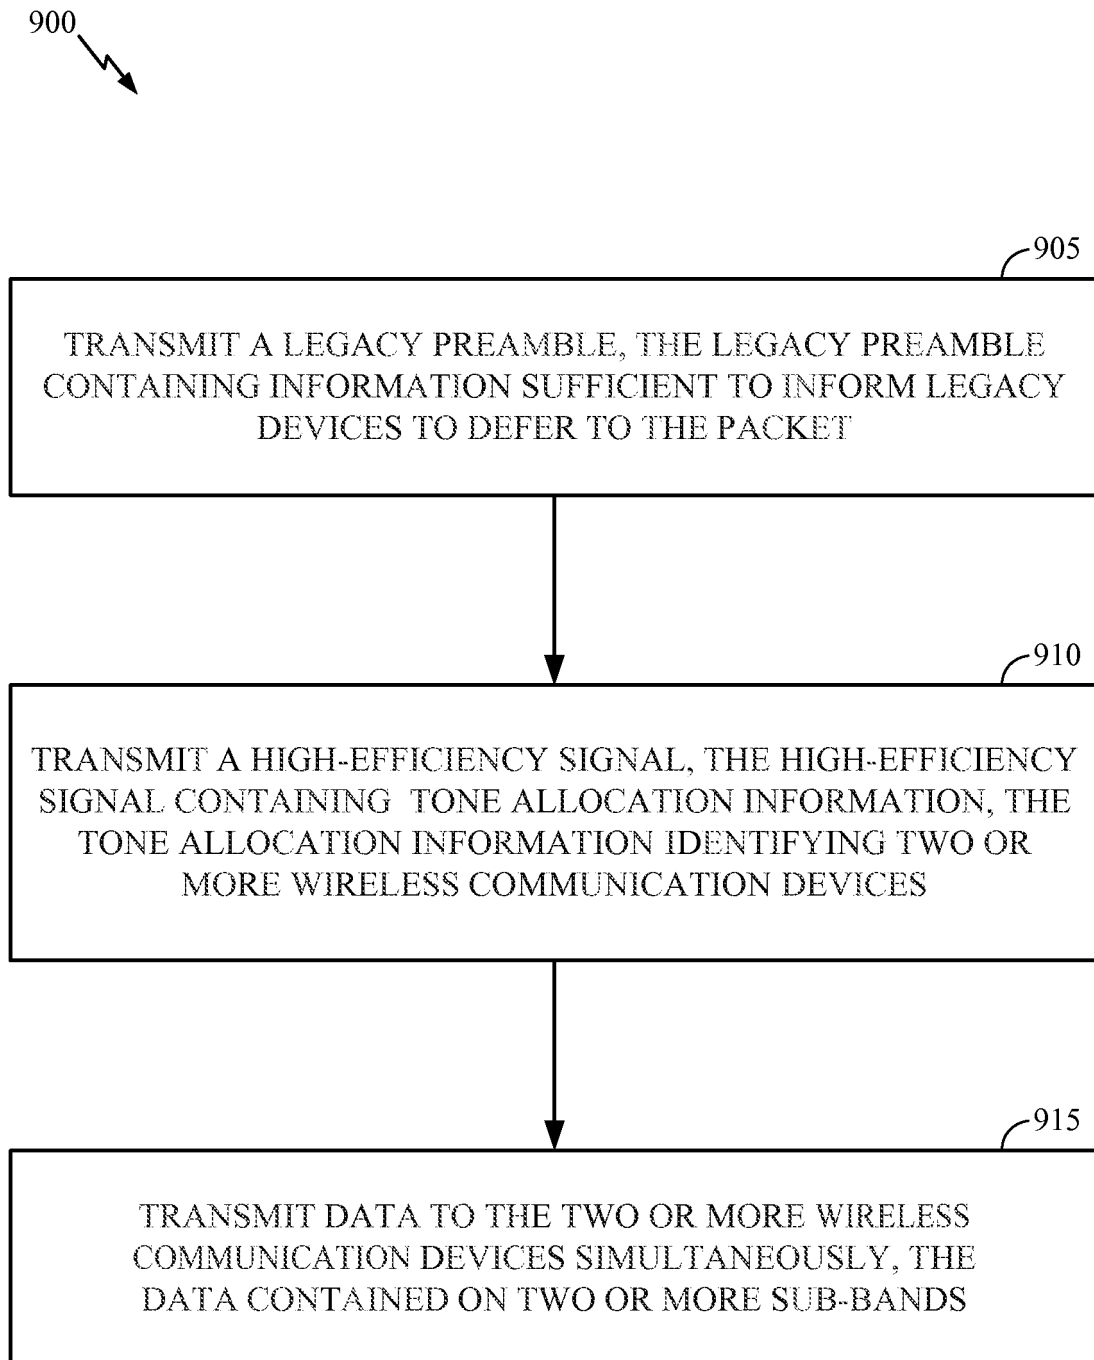 900
905
TRANSMIT A LEGACY PREAMBLE, THE LEGACY PREAMBLE
CONTAINING INFORMATION SUFFICIENT TO INFORM LEGACY
DEVICES TO DEFER TO THE PACKET
910
TRANSMIT A HIGH-EFFICIENCY SIGNAL, THE HIGH-EFFICIENCY
SIGNAL CONTAINING TONE ALLOCATION INFORMATION, THE
TONE ALLOCATION INFORMATION IDENTIFYING TWO OR
MORE WIRELESS COMMUNICATION DEVICES
915
TRANSMIT DATA TO THE TWO OR MORE WIRELESS
COMMUNICATION DEVICES SIMULTANEOUSLY, THE
DATA CONTAINED ON TWO OR MORE SUB-BANDS